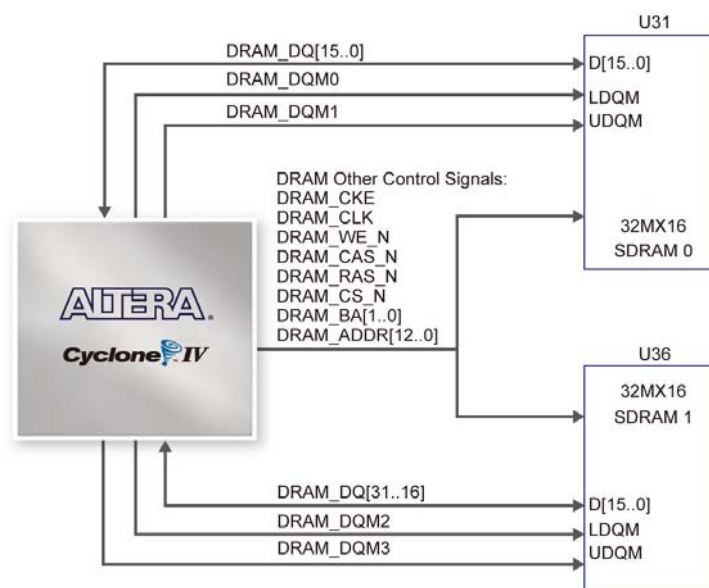 U31
DRAM_DQ[15..0]
D[15..0]
DRAM_DQM0
LDQM
DRAM_DQM1
UDQM
DRAM Other Control Signals:
DRAM_CKE
DRAM_CLK
DRAM_WE_N
DRAM_CAS_N
DRAM_RAS_N
DRAM_CS_N
DRAM_BA[1..0]
DRAM_ADDR[12..0]
32MX16
SDRAM 0
ALTERA®
Cyclone™ IV
U36
32MX16
SDRAM 1
DRAM_DQ[31..16]
D[15..0]
DRAM_DQM2
LDQM
DRAM_DQM3
UDQM